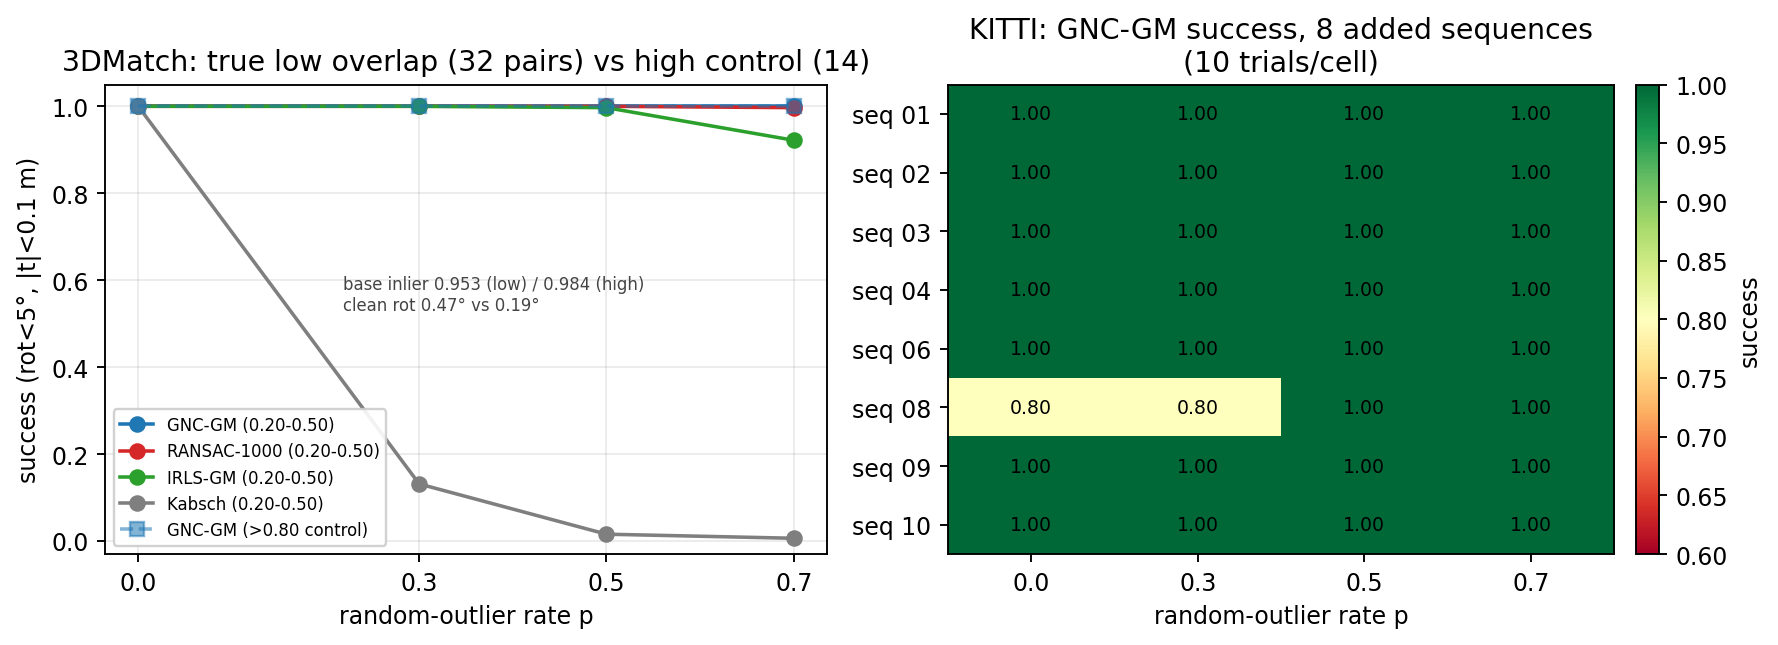 3DMatch: true low overlap (32 pairs) vs high control (14)
success (rot<5°, |t|<0.1 m)
1.0
0.8
0.6
0.4
0.2
0.0
base inlier 0.953 (low) / 0.984 (high)
clean rot 0.47° vs 0.19°
GNC-GM (0.20-0.50)
RANSAC-1000 (0.20-0.50)
IRLS-GM (0.20-0.50)
Kabsch (0.20-0.50)
GNC-GM (>0.80 control)
0.0 0.3 0.5 0.7
random-outlier rate p
KITTI: GNC-GM success, 8 added sequences
(10 trials/cell)
seq 01 1.00 1.00 1.00 1.00
seq 02 1.00 1.00 1.00 1.00
seq 03 1.00 1.00 1.00 1.00
seq 04 1.00 1.00 1.00 1.00
seq 06 1.00 1.00 1.00 1.00
seq 08 0.80 0.80 1.00 1.00
seq 09 1.00 1.00 1.00 1.00
seq 10 1.00 1.00 1.00 1.00
0.0 0.3 0.5 0.7
random-outlier rate p
1.00
0.95
0.90
0.85
0.80
0.75
0.70
0.65
0.60
success